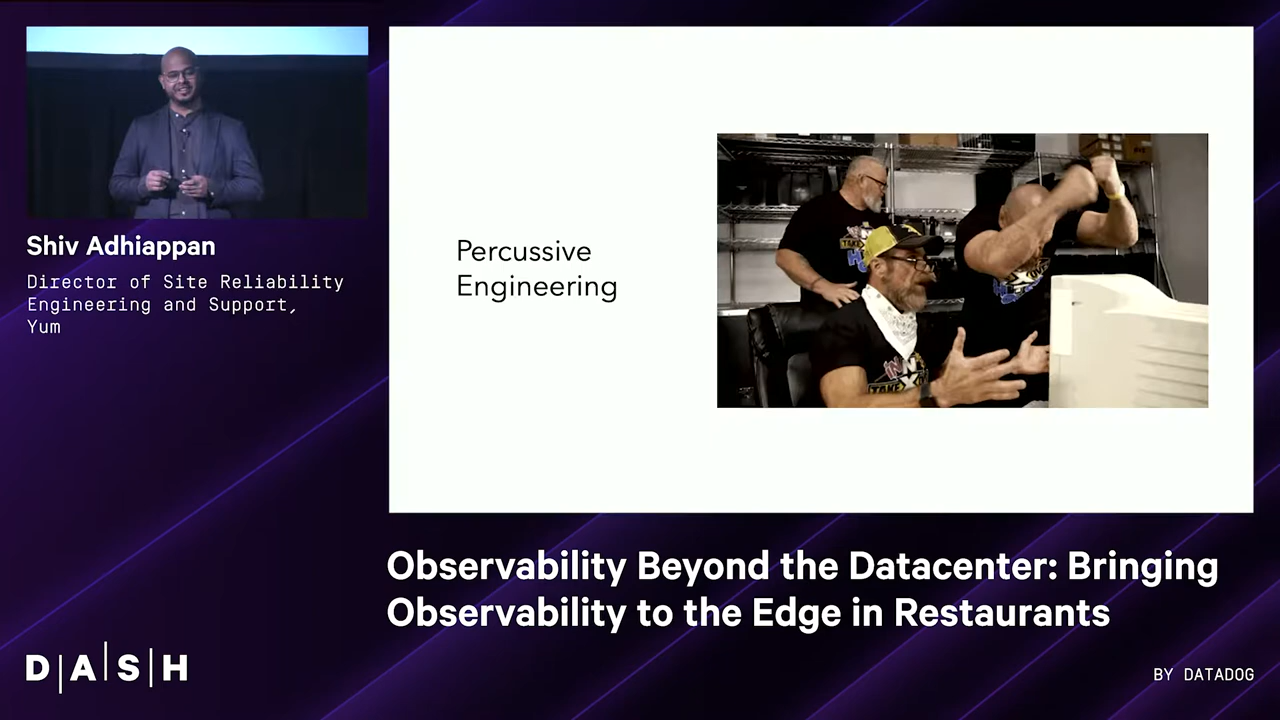 Shiv Adhiappan
Director of Site Reliability
Engineering and Support,
Yum
Percussive
Engineering
Observability Beyond the Datacenter: Bringing
Observability to the Edge in Restaurants
D|A|S|H
BY DATADOG